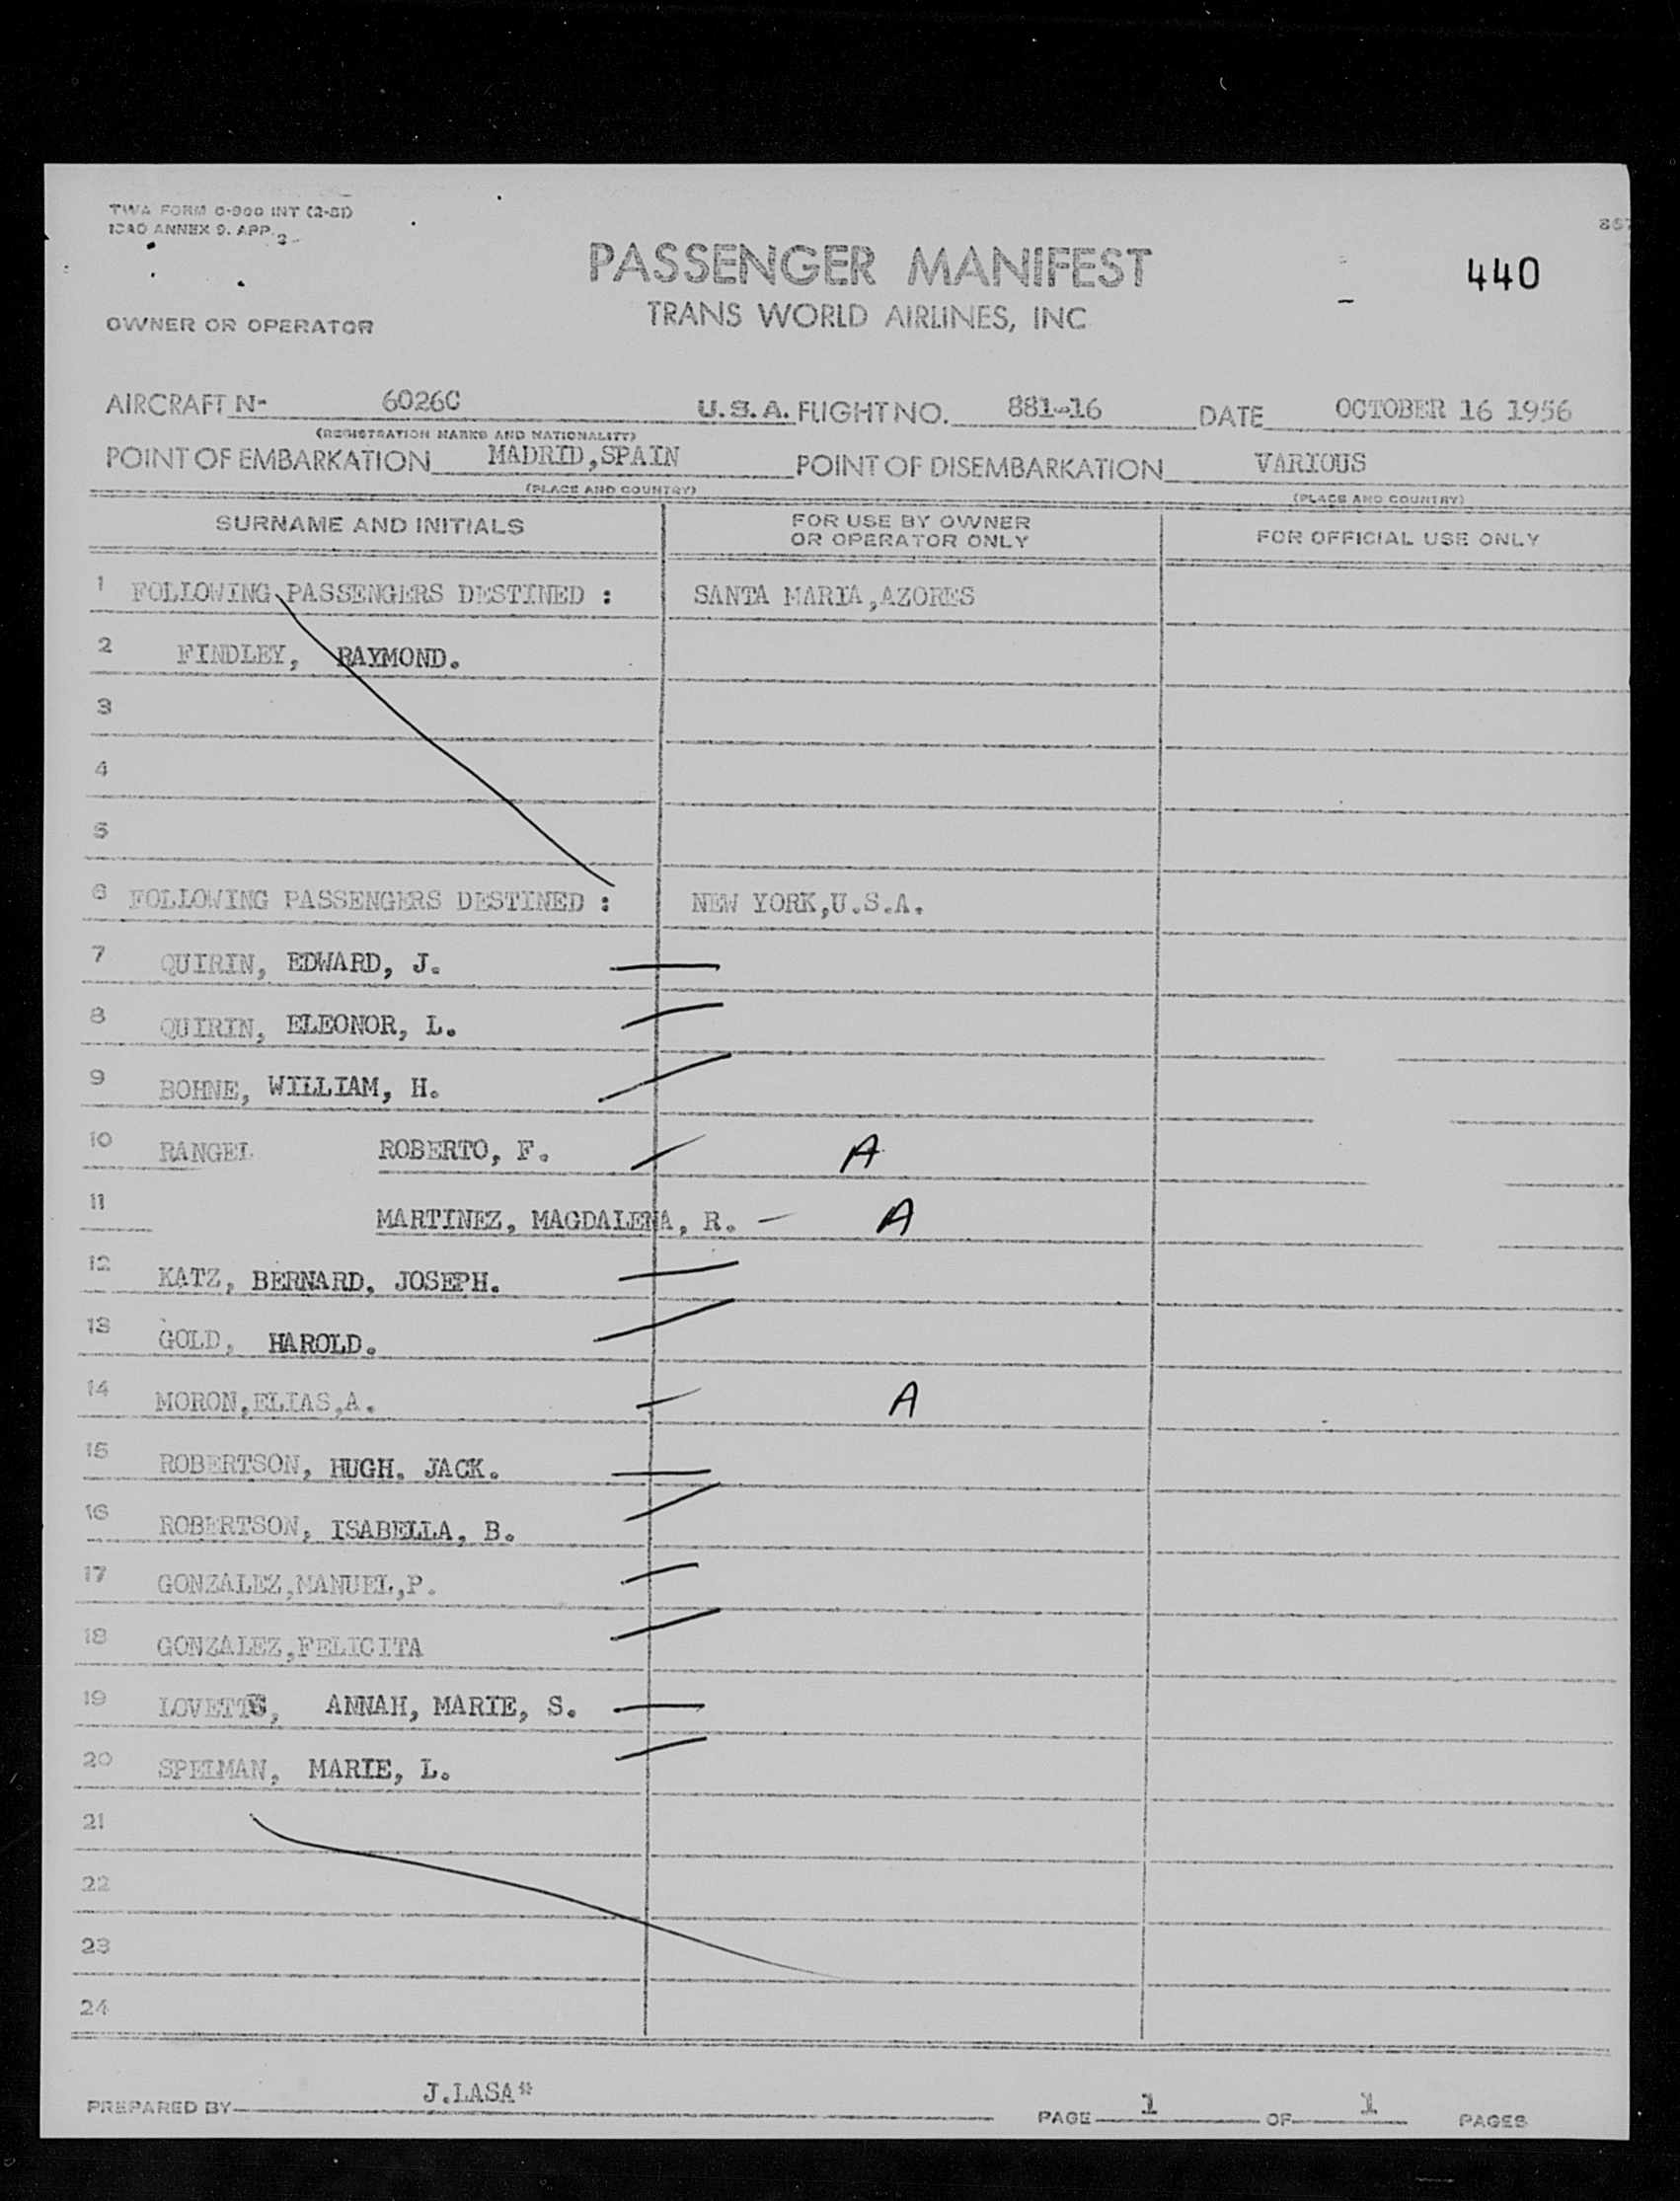 TWA FORM O-900 INT (2-51)
ICAO ANNEX 9. APP. 2
867
PASSENGER MANIFEST
440
TRANS WORLD AIRLINES, INC
OWNER OR OPERATOR
AIRCRAFT N- 6026C U.S.A. FLIGHT NO. 881-16 DATE OCTOBER 16 1956
(REGISTRATION MARKS AND NATIONALITY)
POINT OF EMBARKATION MADRID,SPAIN POINT OF DISEMBARKATION VARIOUS
(PLACE AND COUNTRY) (PLACE AND COUNTRY)
SURNAME AND INITIALS FOR USE BY OWNER OR OPERATOR ONLY FOR OFFICIAL USE ONLY
1 FOLLOWING PASSENGERS DESTINED : SANTA MARIA,AZORES
2 FINDLEY, RAYMOND.
3
4
5
6 FOLLOWING PASSENGERS DESTINED : NEW YORK,U.S.A.
7 QUIRIN, EDWARD, J.
8 QUIRIN, ELEONOR, L.
9 BOHNE, WILLIAM, H.
10 RANGEL ROBERTO, F. A
11 MARTINEZ, MAGDALENA, R. A
12 KATZ, BERNARD, JOSEPH.
13 GOLD, HAROLD.
14 MORON,ELIAS,A. A
15 ROBERTSON, HUGH, JACK.
16 ROBERTSON, ISABELLA, B.
17 GONZALEZ,MANUEL,P.
18 GONZALEZ,FELICITA
19 ANNAH, MARIE, S.
20 SPELMAN, MARIE, L.
21
22
23
24
PREPARED BY J.LASA* PAGE 1 OF 1 PAGES